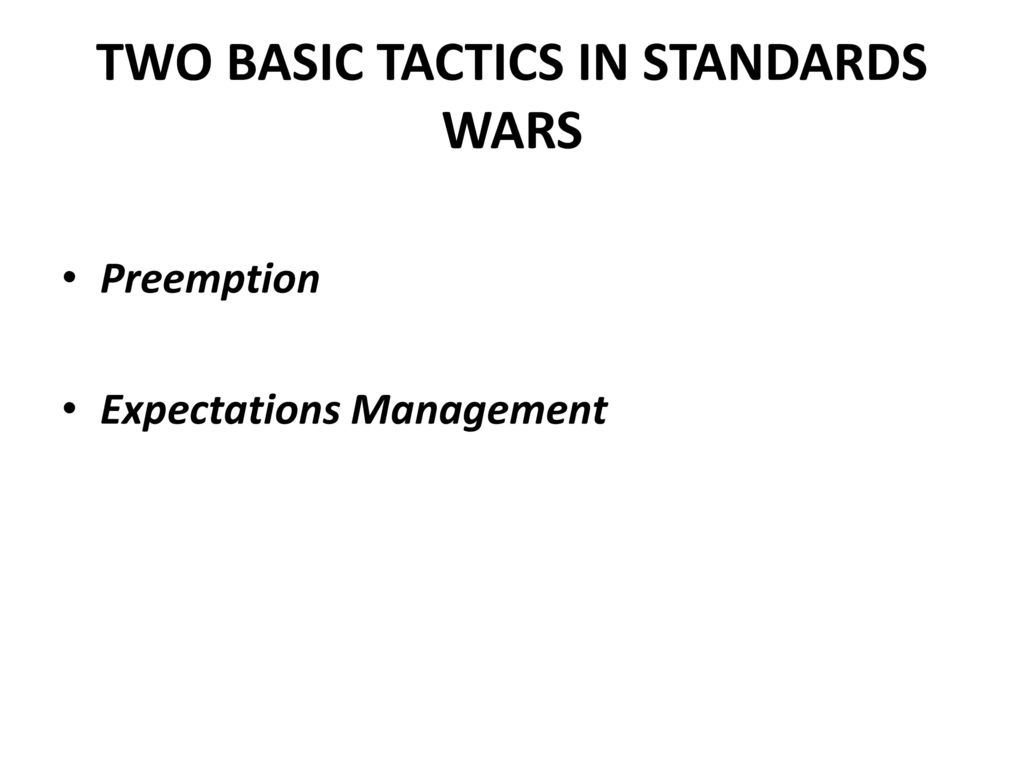 TWO BASIC TACTICS IN STANDARDS
WARS
• Preemption
• Expectations Management